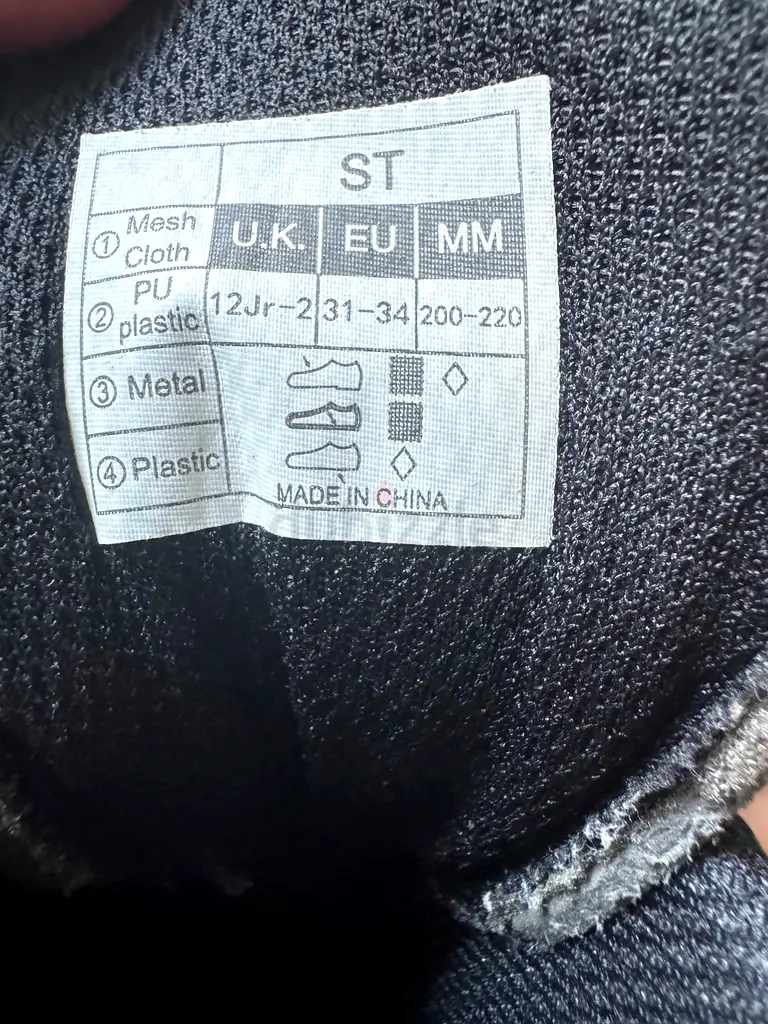 ST
① Mesh Cloth U.K. EU MM
② PU plastic 12Jr-2 31-34 200-220
③ Metal
④ Plastic
MADE IN CHINA
dubizzle